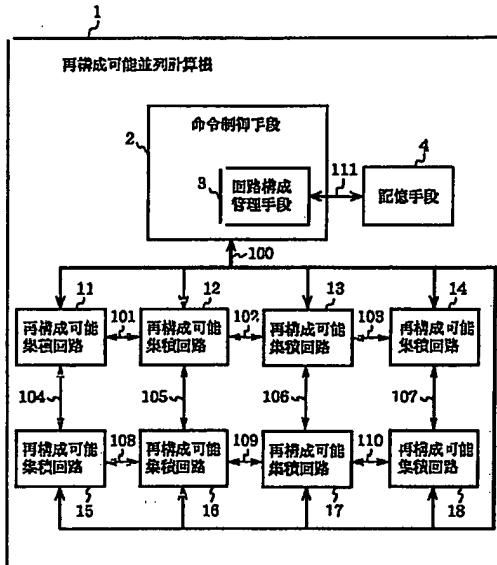 1
再構成可能並列計算機
命令制御手段
2
3
回路構成
管理手段
111
4
記憶手段
100
11
12
13
14
再構成可能
集積回路
101
再構成可能
集積回路
102
再構成可能
集積回路
103
再構成可能
集積回路
104
105
106
107
再構成可能
集積回路
108
再構成可能
集積回路
109
再構成可能
集積回路
110
再構成可能
集積回路
15
16
17
18